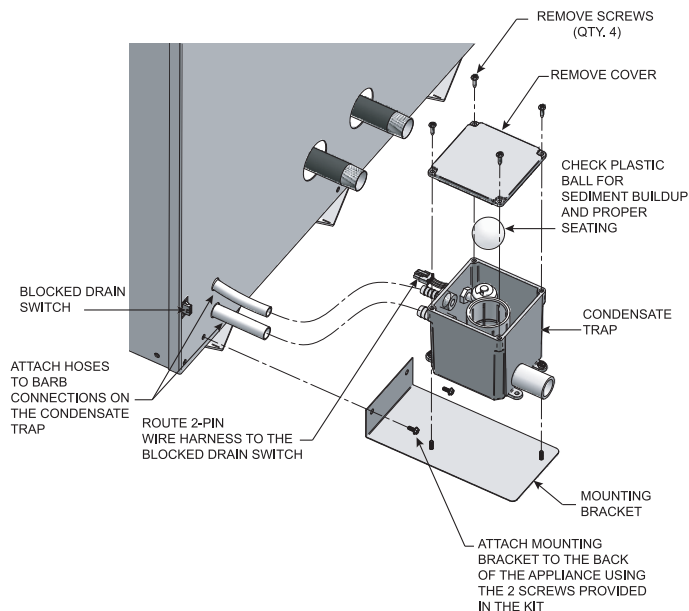 REMOVE SCREWS
(QTY. 4)
REMOVE COVER
CHECK PLASTIC
BALL FOR
SEDIMENT BUILDUP
AND PROPER
SEATING
BLOCKED DRAIN
SWITCH
CONDENSATE
TRAP
ATTACH HOSES
TO BARB
CONNECTIONS ON
THE CONDENSATE
TRAP
ROUTE 2-PIN
WIRE HARNESS TO THE
BLOCKED DRAIN SWITCH
MOUNTING
BRACKET
ATTACH MOUNTING
BRACKET TO THE BACK
OF THE APPLIANCE USING
THE 2 SCREWS PROVIDED
IN THE KIT